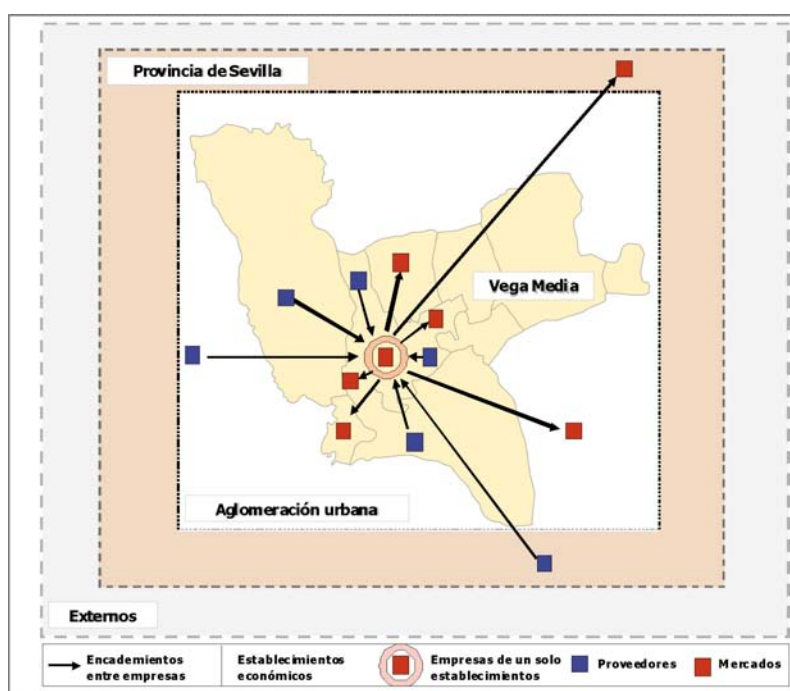 Provincia de Sevilla
Vega Media
Aglomeración urbana
Externos
Encademientos
entre empresas
Establecimientos
económicos
Empresas de un solo
establecimientos
Proveedores
Mercados